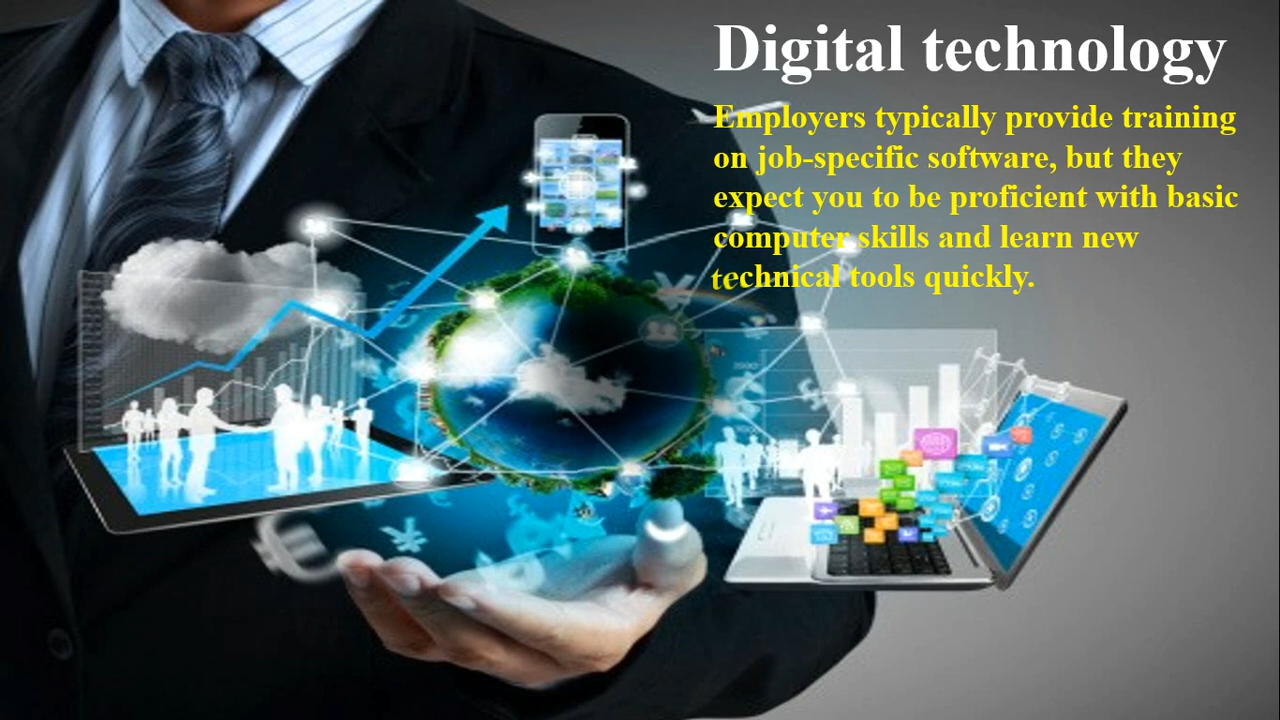 Digital technology
Employers typically provide training
on job-specific software, but they
expect you to be proficient with basic
computer skills and learn new
technical tools quickly.